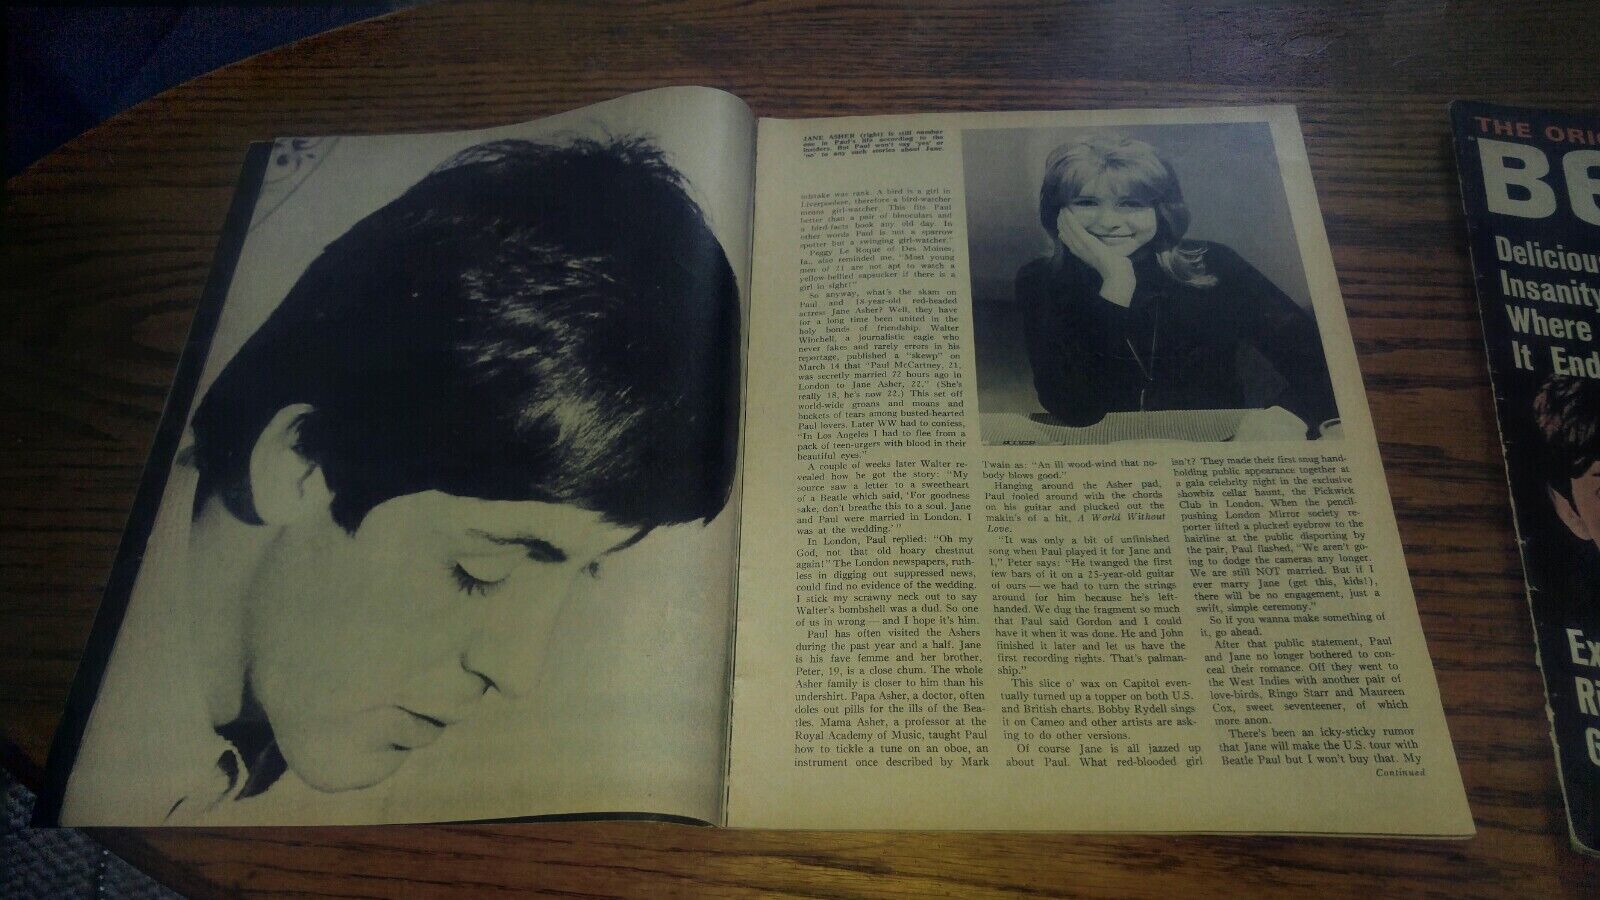 JANE ASHER (right) is still number
one in Paul's life according to the
insiders. But Paul won't say 'yes' or
'no' to any such stories about Jane.
mistake was rank. A bird is a girl in
Liverpoolese, therefore a bird-watcher
means girl-watcher. This fits Paul
better than a pair of binoculars and
a bird-facts book any old day. In
other words Paul is not a sparrow
spotter but a swinging girl-watcher."
Peggy Le Roque of Des Moines,
Ia., also reminded me, "Most young
men of 21 are not apt to watch a
yellow-bellied sapsucker if there is a
girl in sight!"
So anyway, what's the skam on
Paul and 18-year-old red-headed
actress Jane Asher? Well, they have
for a long time been united in the
holy bonds of friendship. Walter
Winchell, a journalistic eagle who
never fakes and rarely errors in his
reportage, published a "skewp" on
March 14 that "Paul McCartney, 21,
was secretly married 72 hours ago in
London to Jane Asher, 22." (She's
really 18, he's now 22.) This set off
world-wide groans and moans and
buckets of tears among busted-hearted
Paul lovers. Later WW had to confess,
"In Los Angeles I had to flee from a
pack of teen-urgers with blood in their
beautiful eyes."
A couple of weeks later Walter re-
vealed how he got the story: "My
source saw a letter to a sweetheart
of a Beatle which said, 'For goodness
sake, don't breathe this to a soul. Jane
and Paul were married in London. I
was at the wedding.'"
In London, Paul replied: "Oh my
God, not that old hoary chestnut
again!" The London newspapers, ruth-
less in digging out suppressed news,
could find no evidence of the wedding.
I stick my scrawny neck out to say
Walter's bombshell was a dud. So one
of us in wrong — and I hope it's him.
Paul has often visited the Ashers
during the past year and a half. Jane
is his fave femme and her brother,
Peter, 19, is a close chum. The whole
Asher family is closer to him than his
undershirt. Papa Asher, a doctor, often
doles out pills for the ills of the Bea-
tles. Mama Asher, a professor at the
Royal Academy of Music, taught Paul
how to tickle a tune on an oboe, an
instrument once described by Mark
Twain as: "An ill wood-wind that no-
body blows good."
Hanging around the Asher pad,
Paul fooled around with the chords
on his guitar and plucked out the
makin's of a hit, A World Without
Love.
"It was only a bit of unfinished
song when Paul played it for Jane and
I," Peter says: "He twanged the first
few bars of it on a 25-year-old guitar
of ours — we had to turn the strings
around for him because he's left-
handed. We dug the fragment so much
that Paul said Gordon and I could
have it when it was done. He and John
finished it later and let us have the
first recording rights. That's palman-
ship."
This slice o' wax on Capitol even-
tually turned up a topper on both U.S.
and British charts. Bobby Rydell sings
it on Cameo and other artists are ask-
ing to do other versions.
Of course Jane is all jazzed up
about Paul. What red-blooded girl
isn't? They made their first snug hand-
holding public appearance together at
a gala celebrity night in the exclusive
showbiz cellar haunt, the Pickwick
Club in London. When the pencil-
pushing London Mirror society re-
porter lifted a plucked eyebrow to the
hairline at the public disporting by
the pair, Paul flashed, "We aren't go-
ing to dodge the cameras any longer.
We are still NOT married. But if I
ever marry Jane (get this, kids!),
there will be no engagement, just a
swift, simple ceremony."
So if you wanna make something of
it, go ahead.
After that public statement, Paul
and Jane no longer bothered to con-
ceal their romance. Off they went to
the West Indies with another pair of
love-birds, Ringo Starr and Maureen
Cox, sweet seventeener, of which
more anon.
There's been an icky-sticky rumor
that Jane will make the U.S. tour with
Beatle Paul but I won't buy that. My
Continued
THE ORI
Be
Deliciou
Insanity
Where
It End
Ex
Ri
G